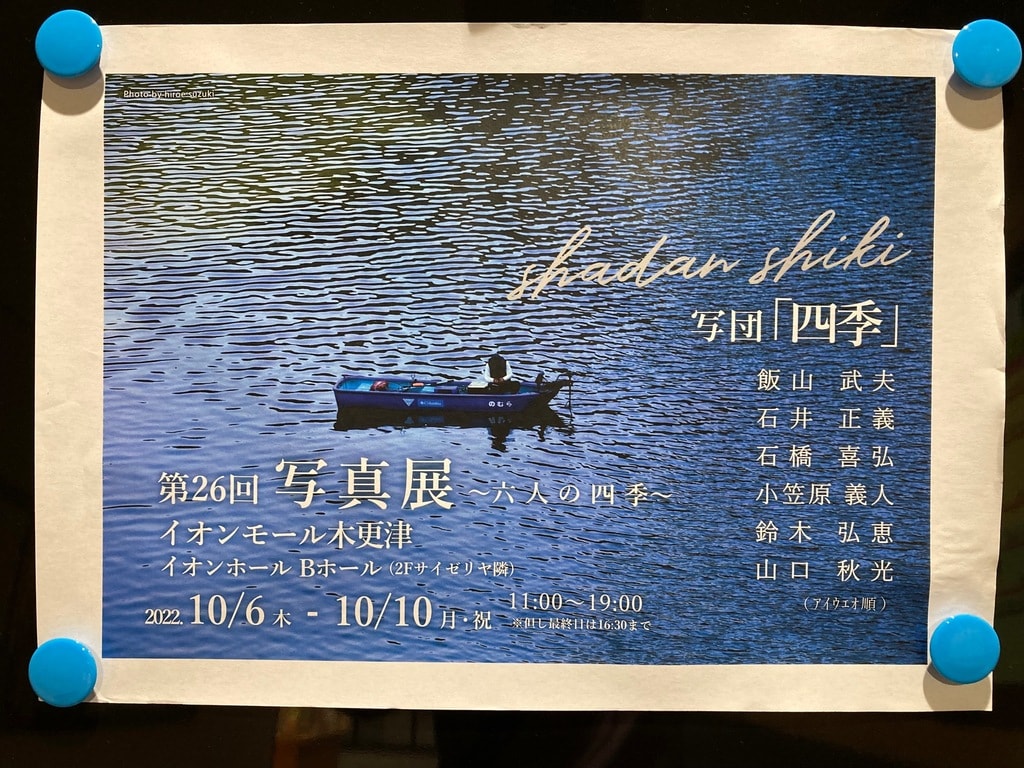 Photo by hiroe suzuki
shadan shiki
写団「四季」
飯山 武夫
石井 正義
石橋 喜弘
小笠原 義人
鈴木 弘恵
山口 秋光
(アイウエオ順)
のむら
第26回 写真展 〜六人の四季〜
イオンモール木更津
イオンホール Bホール (2Fサイゼリヤ隣)
2022. 10/6 木 - 10/10 月・祝 11:00〜19:00
※但し最終日は16:30まで